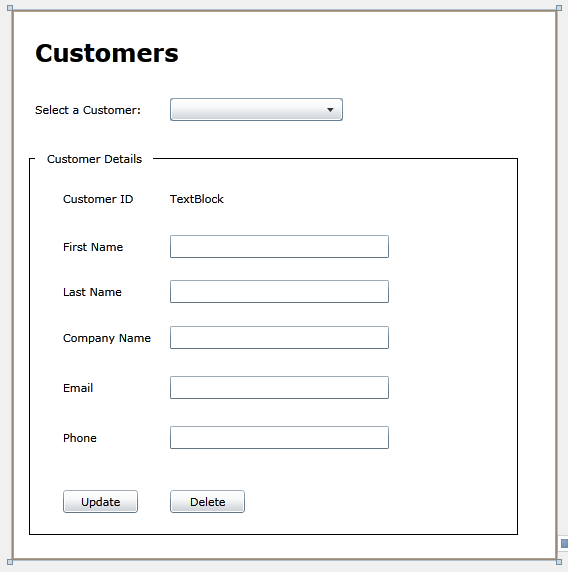 Customers
Select a Customer:
Customer Details
Customer ID TextBlock
First Name
Last Name
Company Name
Email
Phone
Update Delete